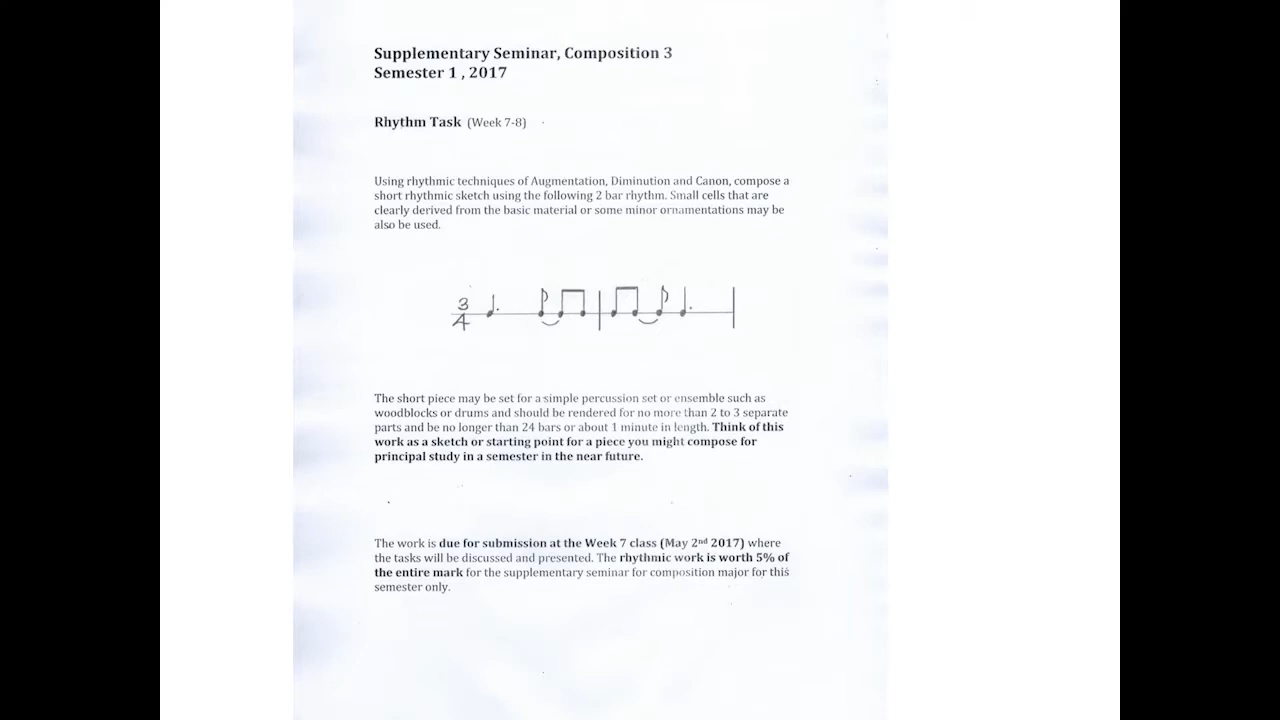 Supplementary Seminar, Composition 3
Semester 1 , 2017
Rhythm Task (Week 7-8)
Using rhythmic techniques of Augmentation, Diminution and Canon, compose a
short rhythmic sketch using the following 2 bar rhythm. Small cells that are
clearly derived from the basic material or some minor ornamentations may be
also be used.
3
4
The short piece may be set for a simple percussion set or ensemble such as
woodblocks or drums and should be rendered for no more than 2 to 3 separate
parts and be no longer than 24 bars or about 1 minute in length. Think of this
work as a sketch or starting point for a piece you might compose for
principal study in a semester in the near future.
The work is due for submission at the Week 7 class (May 2nd 2017) where
the tasks will be discussed and presented. The rhythmic work is worth 5% of
the entire mark for the supplementary seminar for composition major for this
semester only.